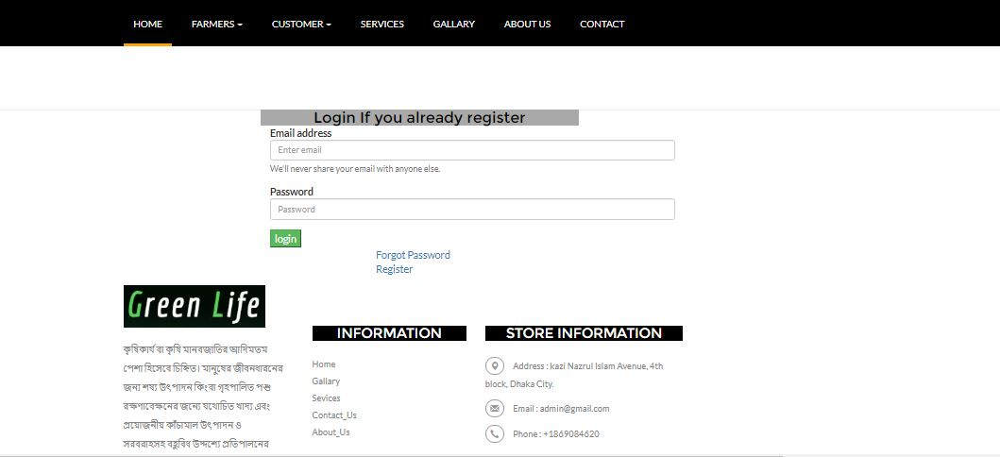 HOME FARMERS CUSTOMER SERVICES GALLARY ABOUT US CONTACT
Login If you already register
Email address
Enter email
We'll never share your email with anyone else.
Password
Password
login
Forgot Password
Register
Green Life
কৃষিকার্য বা কৃষি মানবজাতির আদিমতম
পেশা হিসেবে চিহ্নিত। মানুষের জীবনধারনের
জন্য শষ্য উৎপাদন কিংবা গৃহপালিত পশু
রক্ষণাবেক্ষনের জন্যে যথোচিত খাদ্য এবং
প্রয়োজনীয় কাঁচামাল উৎপাদন ও
সরবরাহসহ বহুবিধ উদ্দশ্যে প্রতিপালনের
INFORMATION
Home
Gallary
Sevices
Contact_Us
About_Us
STORE INFORMATION
Address : kazi Nazrul Islam Avenue, 4th
block, Dhaka City.
Email : admin@gmail.com
Phone : +1869084620